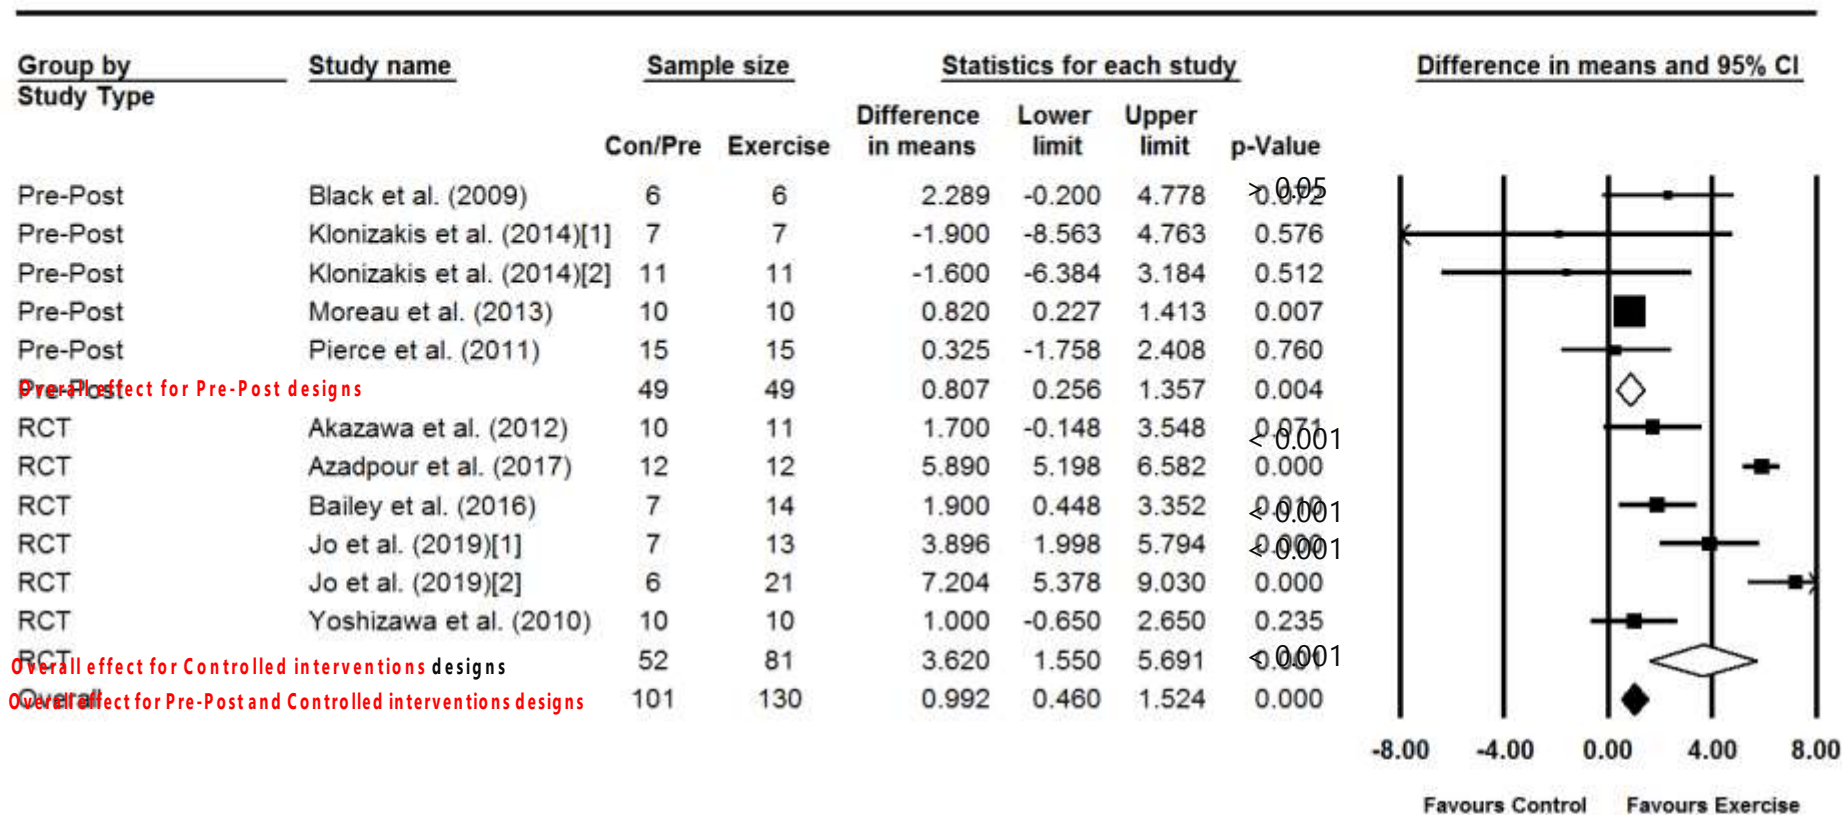 Group by Study name Sample size Statistics for each study Difference in means and 95% CI
Study Type
Difference Lower Upper
Con/Pre Exercise in means limit limit p-Value
Pre-Post Black et al. (2009) 6 6 2.289 -0.200 4.778 0.072 > 0.05
Pre-Post Klonizakis et al. (2014)[1] 7 7 -1.900 -8.563 4.763 0.576
Pre-Post Klonizakis et al. (2014)[2] 11 11 -1.600 -6.384 3.184 0.512
Pre-Post Moreau et al. (2013) 10 10 0.820 0.227 1.413 0.007
Pre-Post Pierce et al. (2011) 15 15 0.325 -1.758 2.408 0.760
Pre-Post Overall effect for Pre-Post designs 49 49 0.807 0.256 1.357 0.004
RCT Akazawa et al. (2012) 10 11 1.700 -0.148 3.548 0.071 < 0.001
RCT Azadpour et al. (2017) 12 12 5.890 5.198 6.582 0.000
RCT Bailey et al. (2016) 7 14 1.900 0.448 3.352 0.010 < 0.001
RCT Jo et al. (2019)[1] 7 13 3.896 1.998 5.794 0.000 < 0.001
RCT Jo et al. (2019)[2] 6 21 7.204 5.378 9.030 0.000
RCT Yoshizawa et al. (2010) 10 10 1.000 -0.650 2.650 0.235
RCT Overall effect for Controlled interventions designs 52 81 3.620 1.550 5.691 0.001 < 0.001
Overall Overall effect for Pre-Post and Controlled interventions designs 101 130 0.992 0.460 1.524 0.000
-8.00 -4.00 0.00 4.00 8.00
Favours Control Favours Exercise